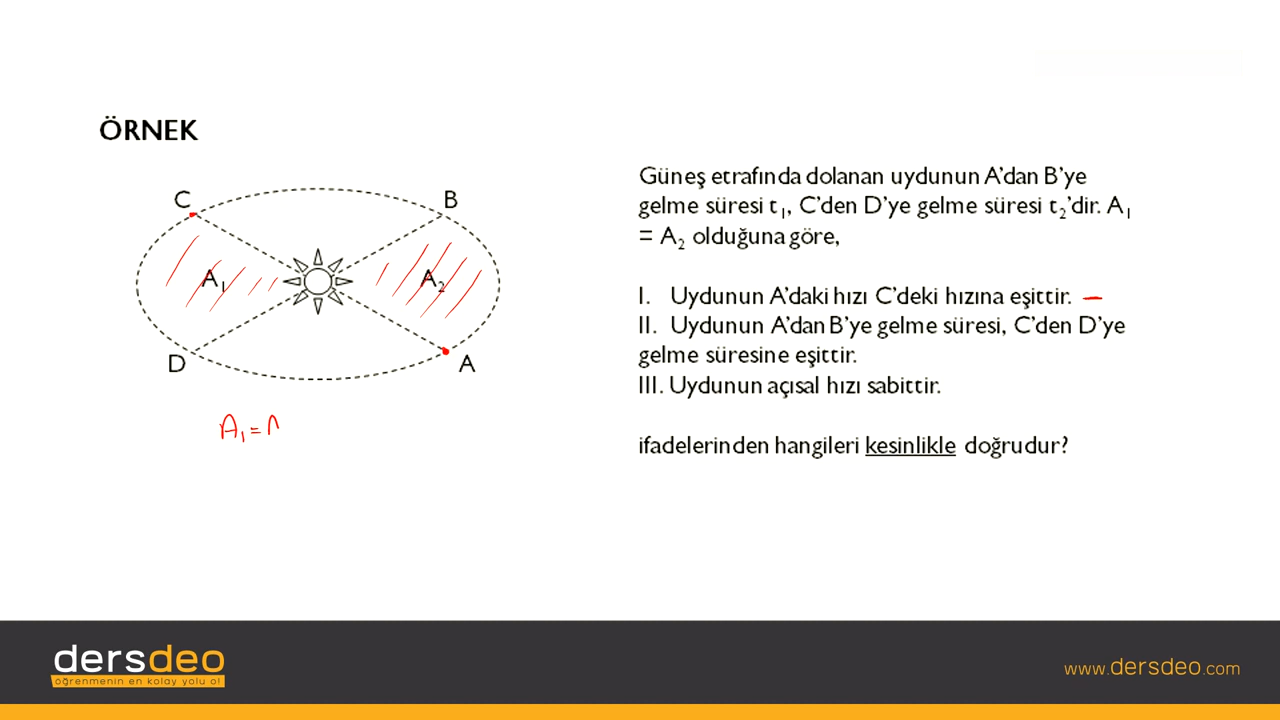 ÖRNEK
C
B
A₁
A₂
D
A
A₁ =
Güneş etrafında dolanan uydunun A'dan B'ye
gelme süresi t₁, C'den D'ye gelme süresi t₂'dir. A₁
= A₂ olduğuna göre,
I. Uydunun A'daki hızı C'deki hızına eşittir. –
II. Uydunun A'dan B'ye gelme süresi, C'den D'ye
gelme süresine eşittir.
III. Uydunun açısal hızı sabittir.
ifadelerinden hangileri kesinlikle doğrudur?
dersdeo
öğrenmenin en kolay yolu o!
www.dersdeo.com